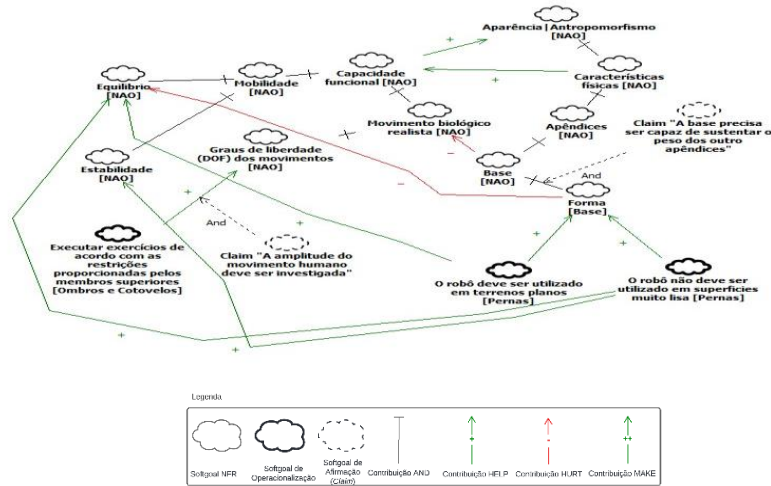 Aparência|Antropomorfismo
[NAO]
Equilíbrio
[NAO]
Mobilidade
[NAO]
Capacidade
funcional [NAO]
Características
físicas [NAO]
Movimento biológico
realista [NAO]
Apêndices
[NAO]
Claim "A base precisa
ser capaz de sustentar o
peso dos outro
apêndices"
Graus de liberdade
(DOF) dos movimentos
[NAO]
Estabilidade
[NAO]
Base
[NAO]
And
Forma
[Base]
And
Executar exercícios de
acordo com as
restrições
proporcionadas pelos
membros superiores
[Ombros e Cotovelos]
Claim "A amplitude do
movimento humano
deve ser investigada"
O robô deve ser utilizado
em terrenos planos
[Pernas]
O robô não deve ser
utilizado em superfícies
muito lisa [Pernas]
Legenda
Softgoal NFR
Softgoal de
Operacionalização
Softgoal de
Afirmação
(Claim)
Contribuição AND
+
Contribuição HELP
-
Contribuição HURT
++
Contribuição MAKE